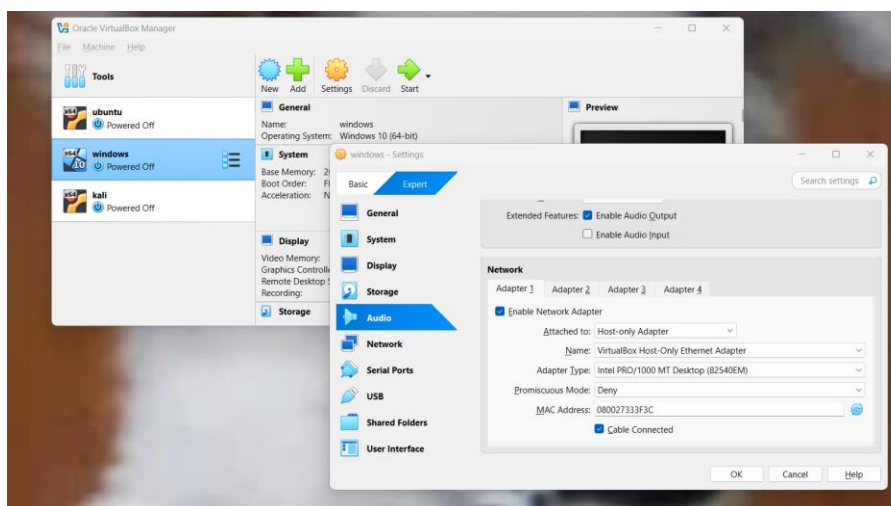 Oracle VirtualBox Manager
File Machine Help
Tools
New Add Settings Discard Start
ubuntu
Powered Off
windows
Powered Off
kali
Powered Off
General
Name: windows
Operating System: Windows 10 (64-bit)
System
Base Memory:
Boot Order:
Acceleration:
Display
Video Memory:
Graphics Controlle
Remote Desktop
Recording:
Storage
Preview
windows - Settings
Basic Expert
Search settings
General
System
Display
Storage
Audio
Network
Serial Ports
USB
Shared Folders
User Interface
Extended Features: Enable Audio Output
Enable Audio Input
Network
Adapter 1 Adapter 2 Adapter 3 Adapter 4
Enable Network Adapter
Attached to: Host-only Adapter
Name: VirtualBox Host-Only Ethernet Adapter
Adapter Type: Intel PRO/1000 MT Desktop (82540EM)
Promiscuous Mode: Deny
MAC Address: 080027333F3C
Cable Connected
OK Cancel Help